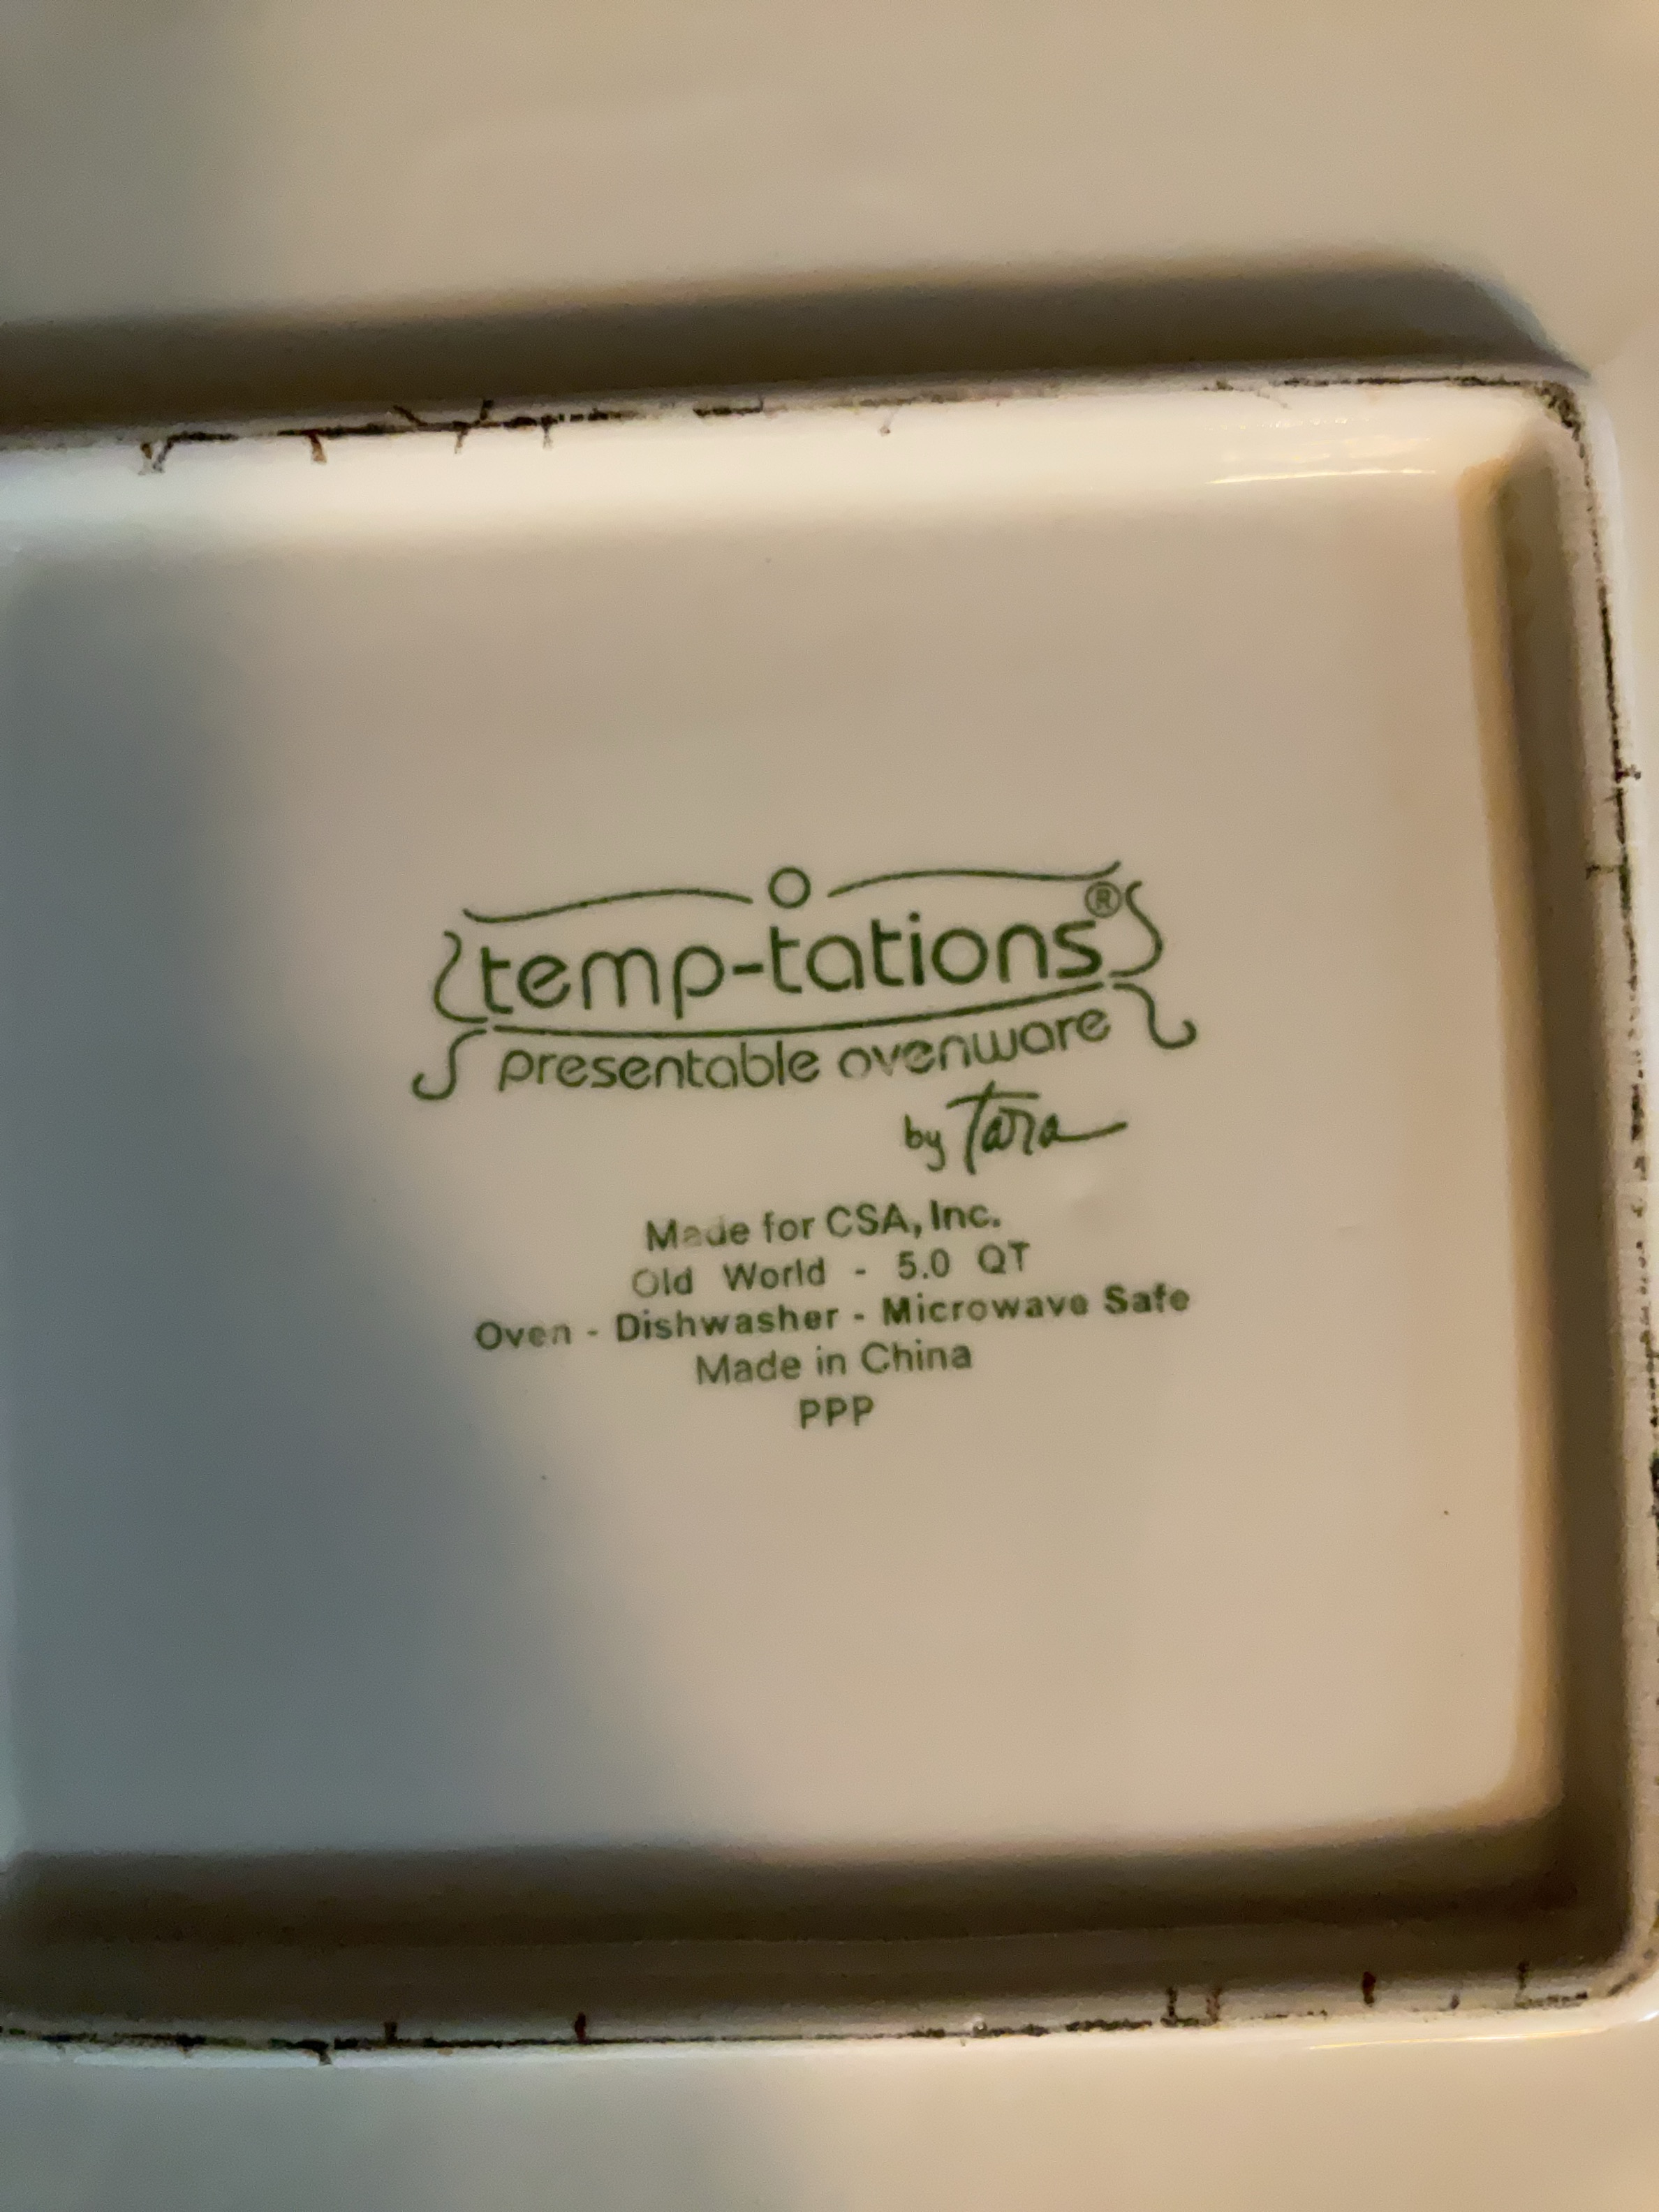 temp-tations®
presentable ovenware
by Tara
Made for CSA, Inc.
Old World - 5.0 QT
Oven - Dishwasher - Microwave Safe
Made in China
PPP